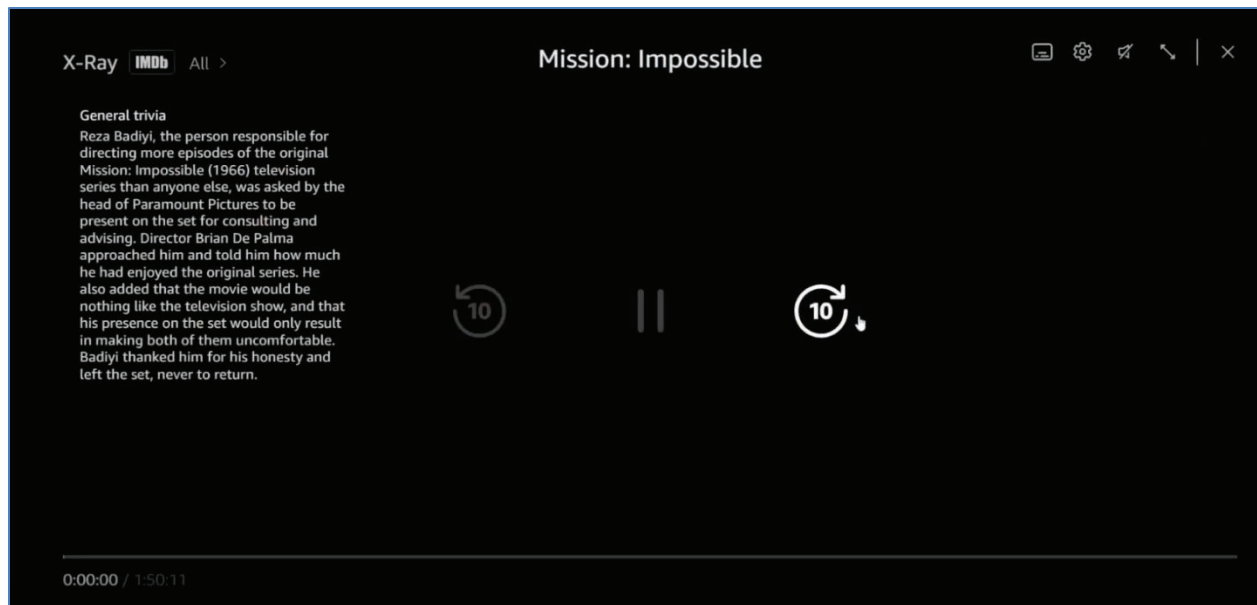 X-Ray IMDb All >
Mission: Impossible
General trivia
Reza Badiyi, the person responsible for
directing more episodes of the original
Mission: Impossible (1966) television
series than anyone else, was asked by the
head of Paramount Pictures to be
present on the set for consulting and
advising. Director Brian De Palma
approached him and told him how much
he had enjoyed the original series. He
also added that the movie would be
nothing like the television show, and that
his presence on the set would only result
in making both of them uncomfortable.
Badiyi thanked him for his honesty and
left the set, never to return.
10
10
0:00:00 / 1:50:11